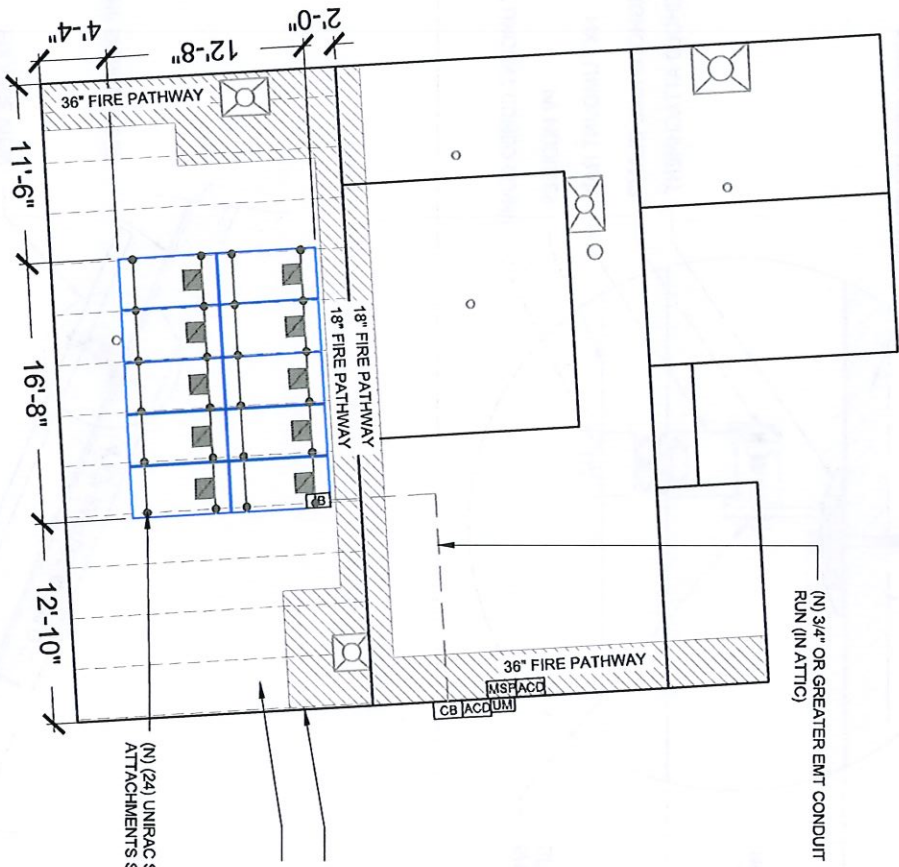 2'-0"
12'-8"
4'-4"
36" FIRE PATHWAY
11'-6"
18" FIRE PATHWAY
18" FIRE PATHWAY
16'-8"
12'-10"
(N) 3/4" OR GREATER EMT CONDUIT
RUN (IN ATTIC)
36" FIRE PATHWAY
MSP ACD
CB ACD UM
(N) (24) UNIRAC S
ATTACHMENTS S